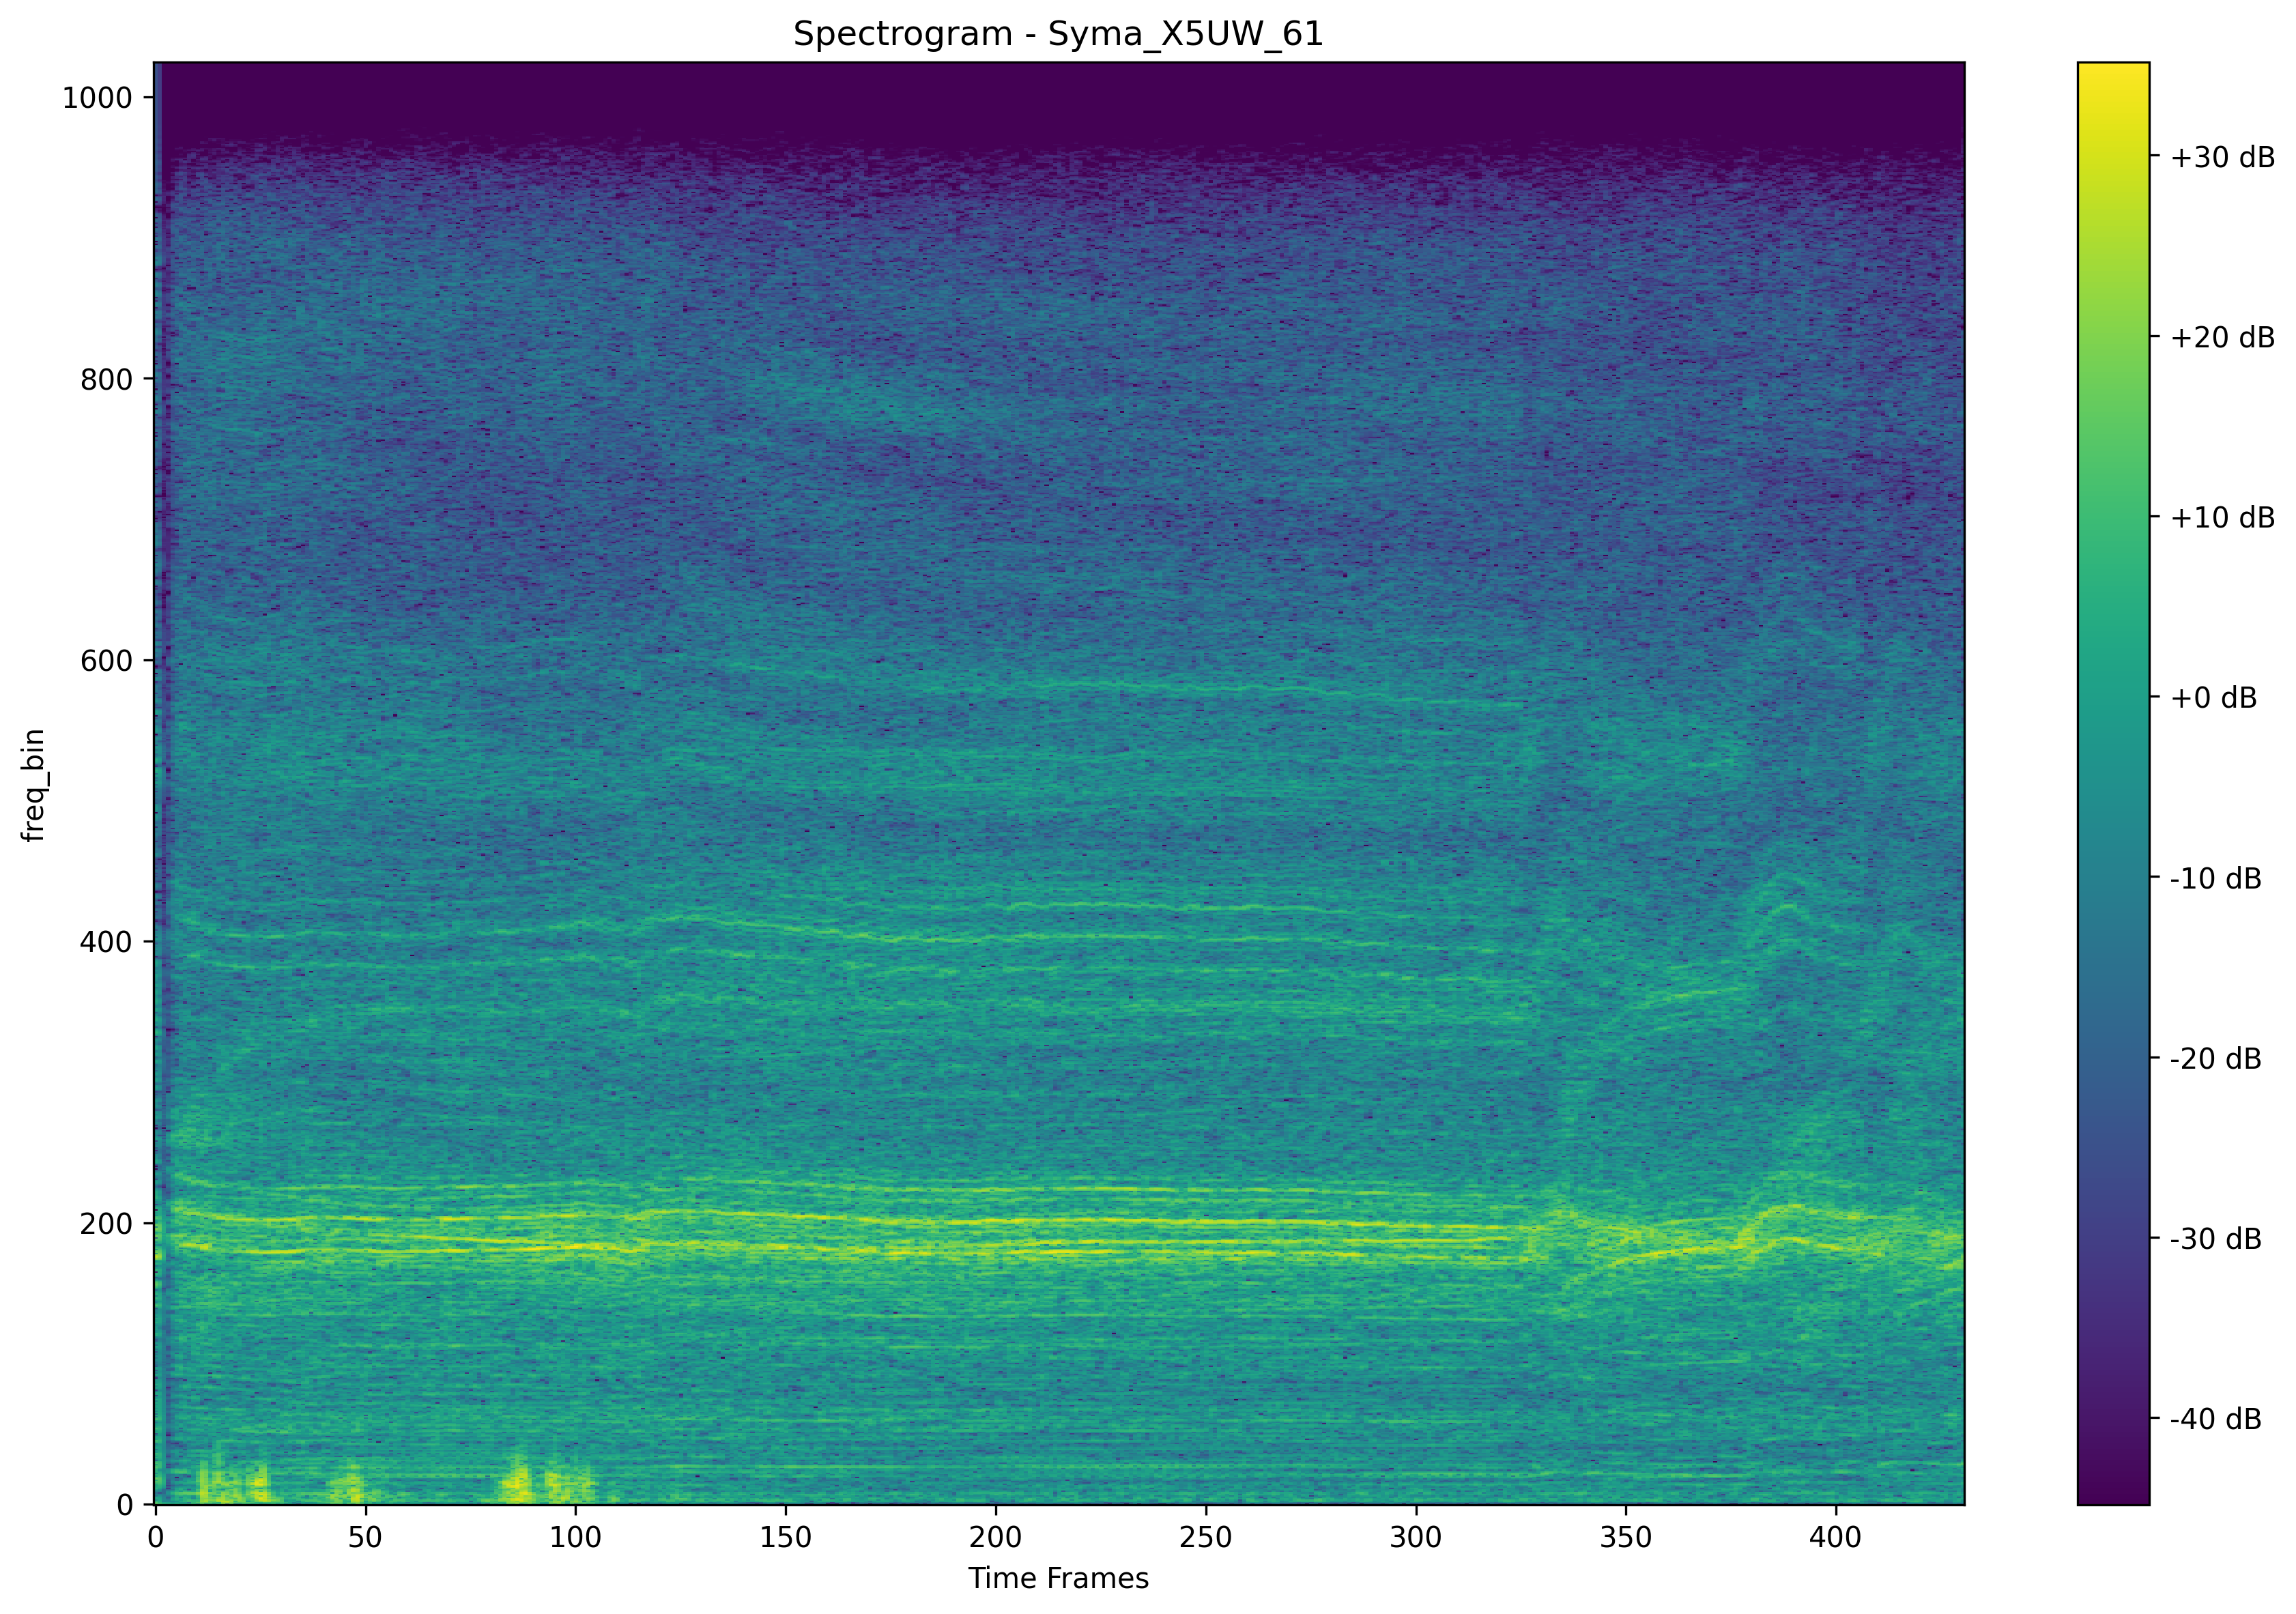 Spectrogram - Syma_X5UW_61
1000
800
600
400
200
0
freq_bin
0 50 100 150 200 250 300 350 400
Time Frames
+30 dB
+20 dB
+10 dB
+0 dB
-10 dB
-20 dB
-30 dB
-40 dB